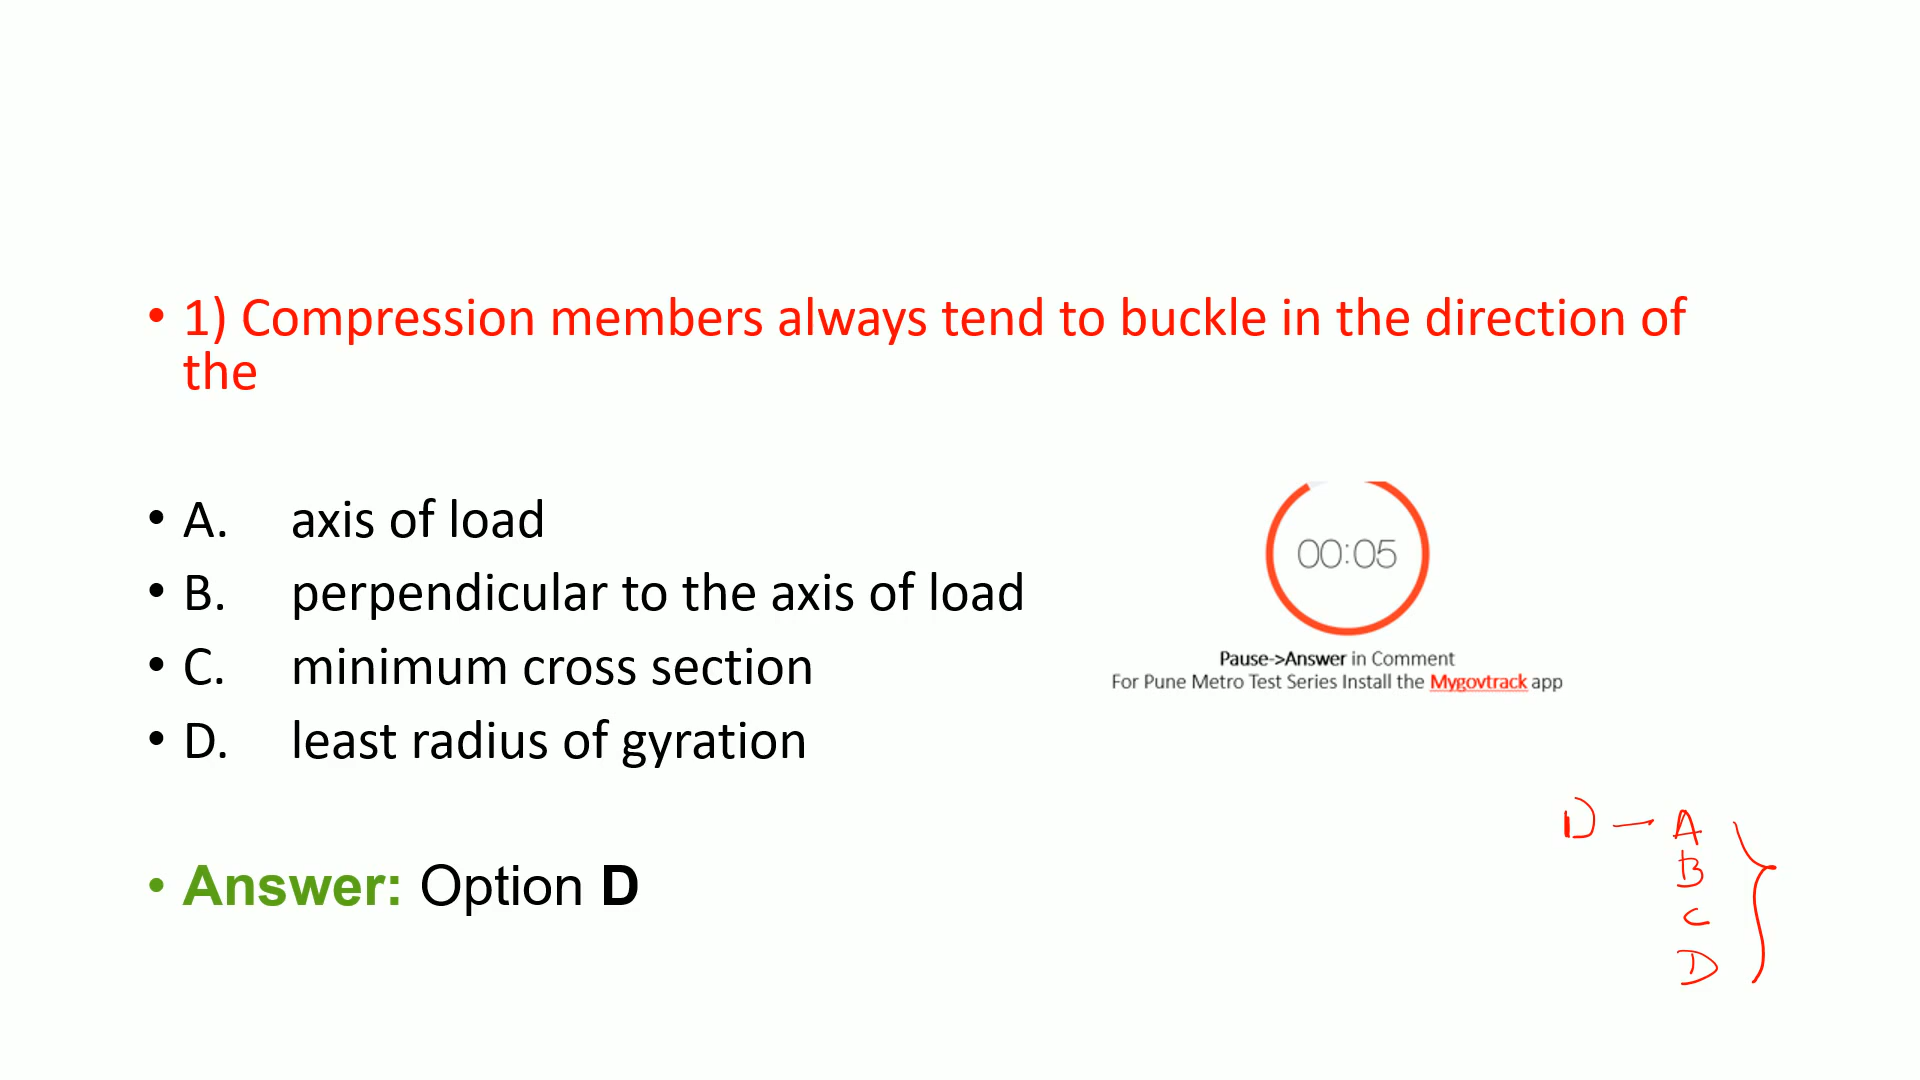 • 1) Compression members always tend to buckle in the direction of
the
• A. axis of load
• B. perpendicular to the axis of load
• C. minimum cross section
• D. least radius of gyration
• Answer: Option D
00:05
Pause->Answer in Comment
For Pune Metro Test Series Install the Mygovtrack app
D — A
B
C
D